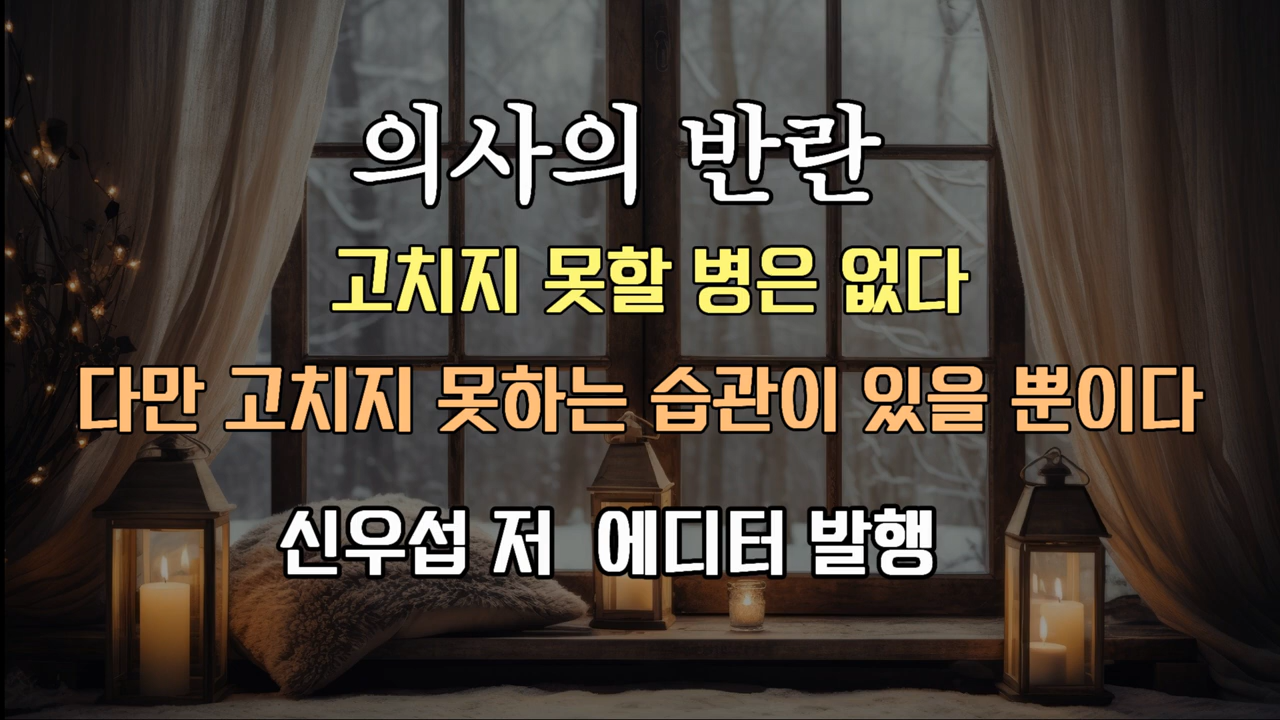 의사의 반란
고치지 못할 병은 없다
다만 고치지 못하는 습관이 있을 뿐이다
신우섭 저 에디터 발행